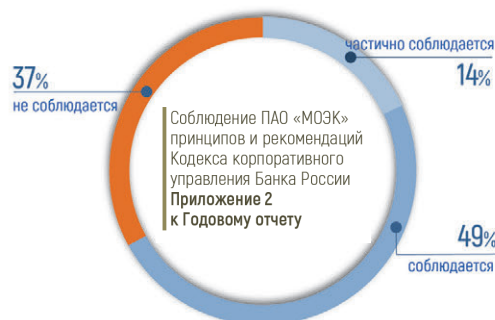 частично соблюдается
14%
37%
не соблюдается
Соблюдение ПАО «МОЭК»
принципов и рекомендаций
Кодекса корпоративного
управления Банка России
Приложение 2
к Годовому отчету
49%
соблюдается